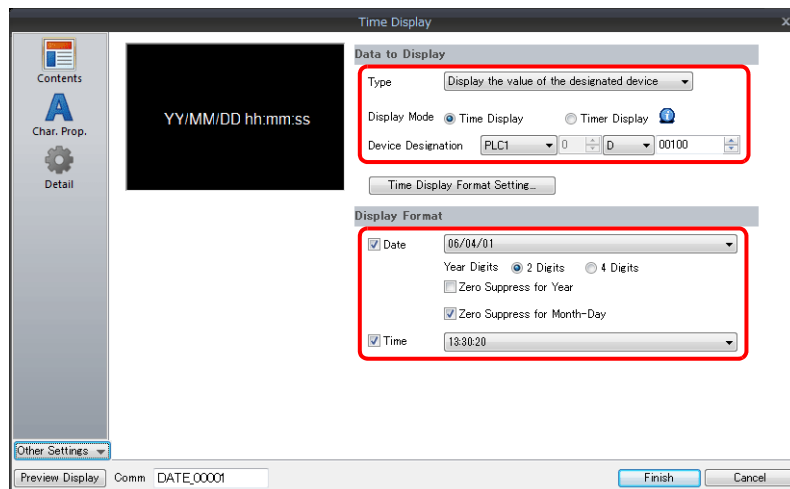 Time Display
x
Contents
Char. Prop.
Detail
YY/MM/DD hh:mm:ss
Data to Display
Type Display the value of the designated device
Display Mode Time Display Timer Display
Device Designation PLC1 0 D 00100
Time Display Format Setting...
Display Format
Date 06/04/01
Year Digits 2 Digits 4 Digits
Zero Suppress for Year
Zero Suppress for Month-Day
Time 13:30:20
Other Settings
Preview Display Comm DATE_00001 Finish Cancel